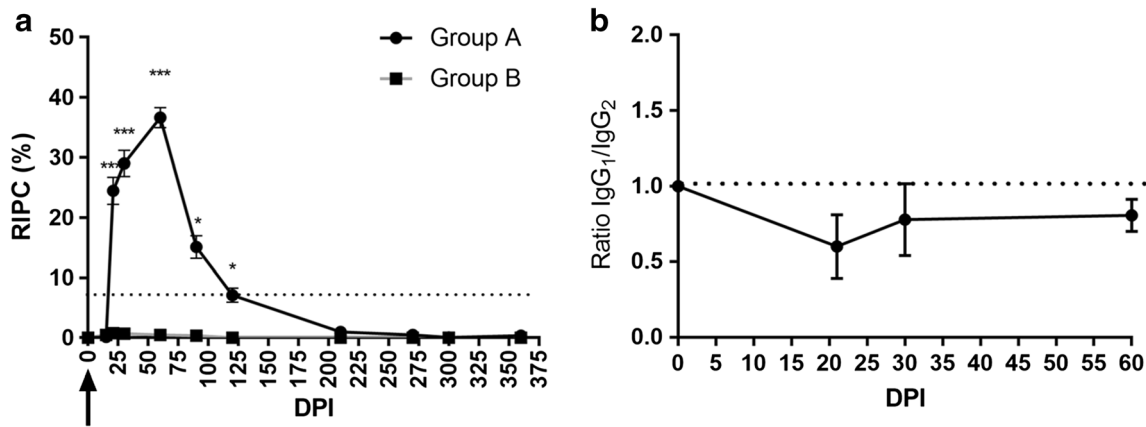 a
RIPC (%)
50
40
30
20
10
0
***
***
***
*
*
Group A
Group B
0 25 50 75 100 125 150 175 200 225 250 275 300 325 350 375
DPI
b
Ratio IgG₁/IgG₂
2.0
1.5
1.0
0.5
0.0
0 5 10 15 20 25 30 35 40 45 50 55 60
DPI